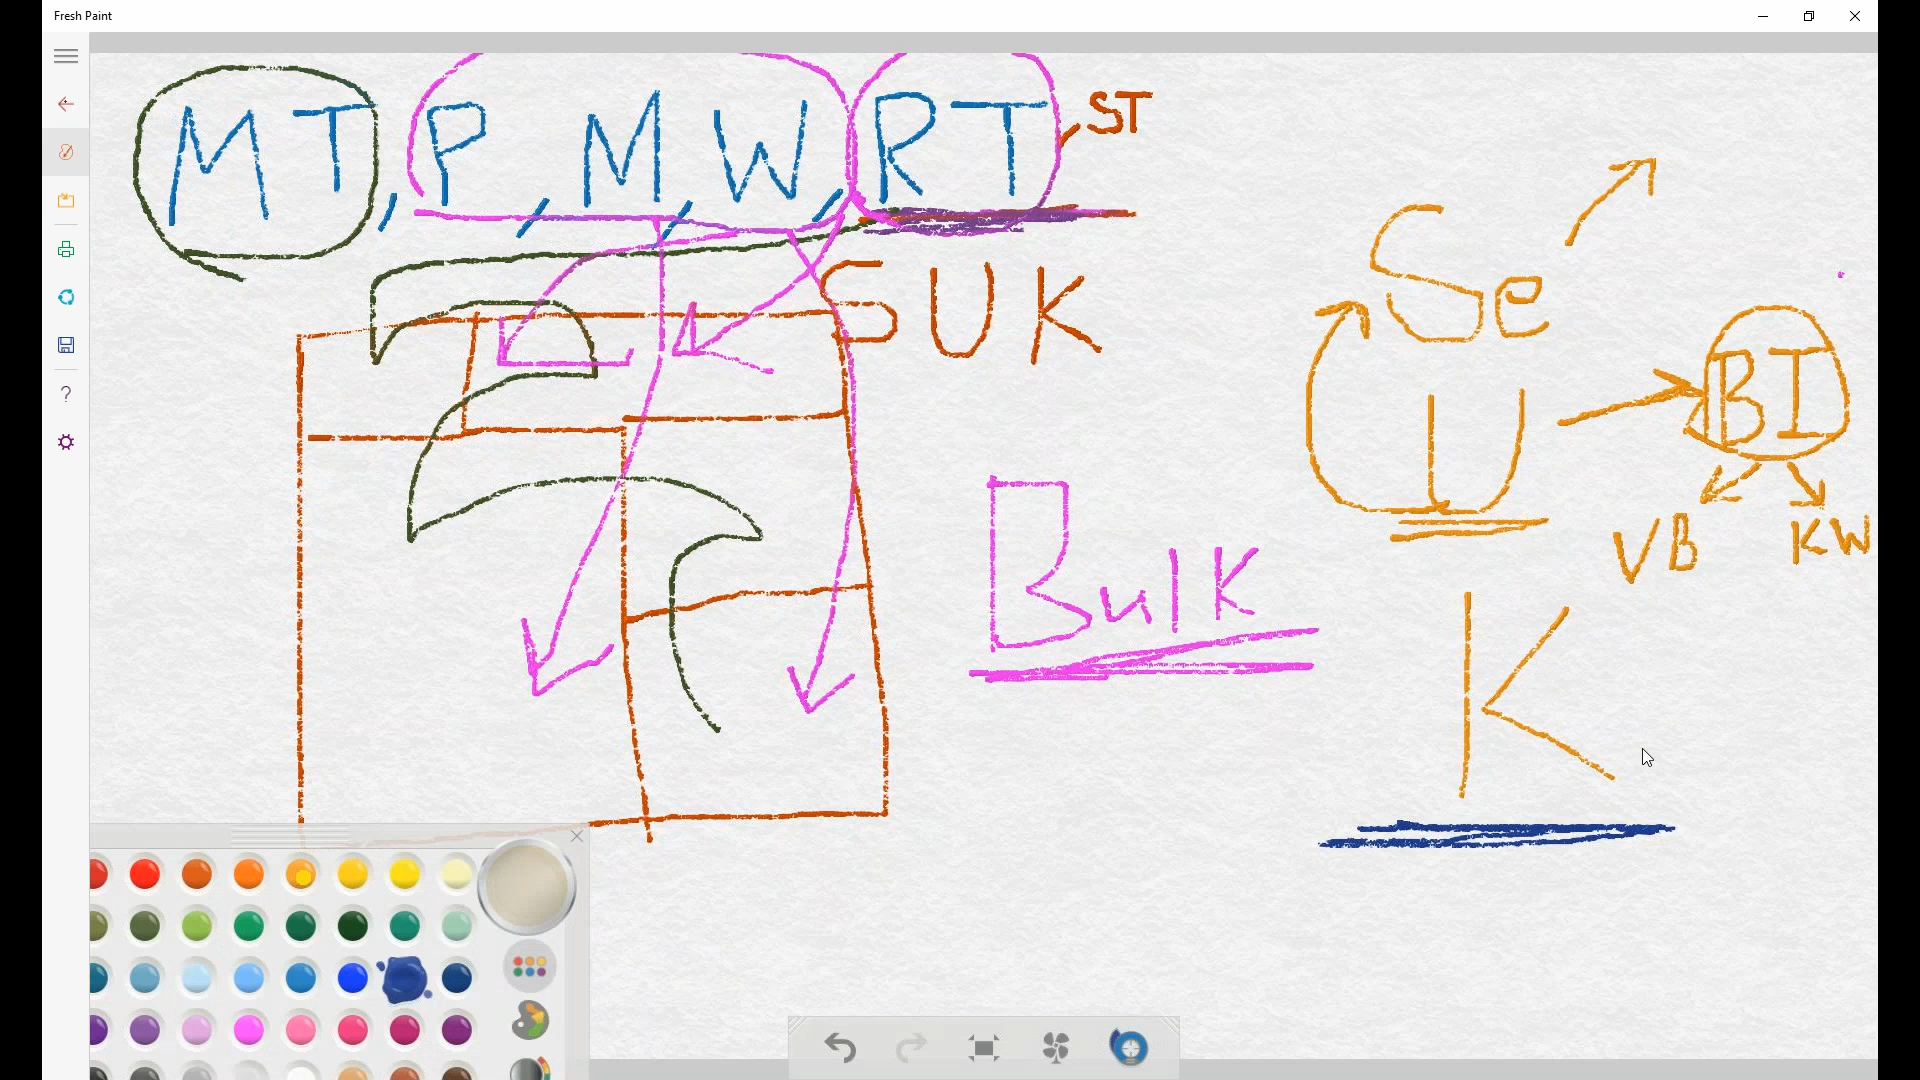 Fresh Paint
MT, P, M, W, RT, ST
SUK
Se
U
BI
VB KW
Bulk
K
?